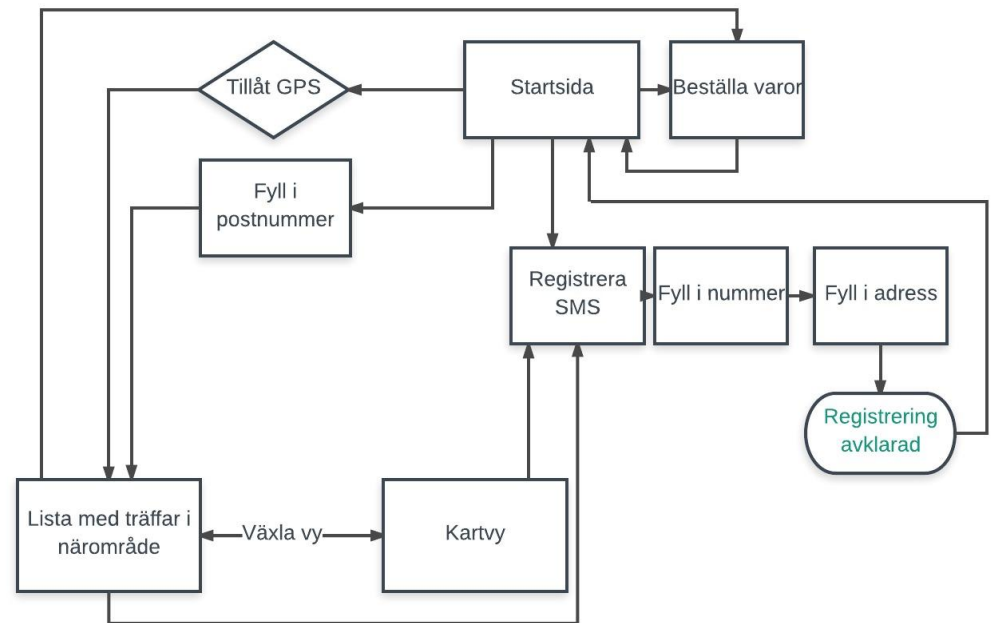 Tillåt GPS
Startsida
Beställa varor
Fyll i
postnummer
Registrera
SMS
Fyll i nummer
Fyll i adress
Registrering
avklarad
Lista med träffar i
närområde
Växla vy
Kartvy